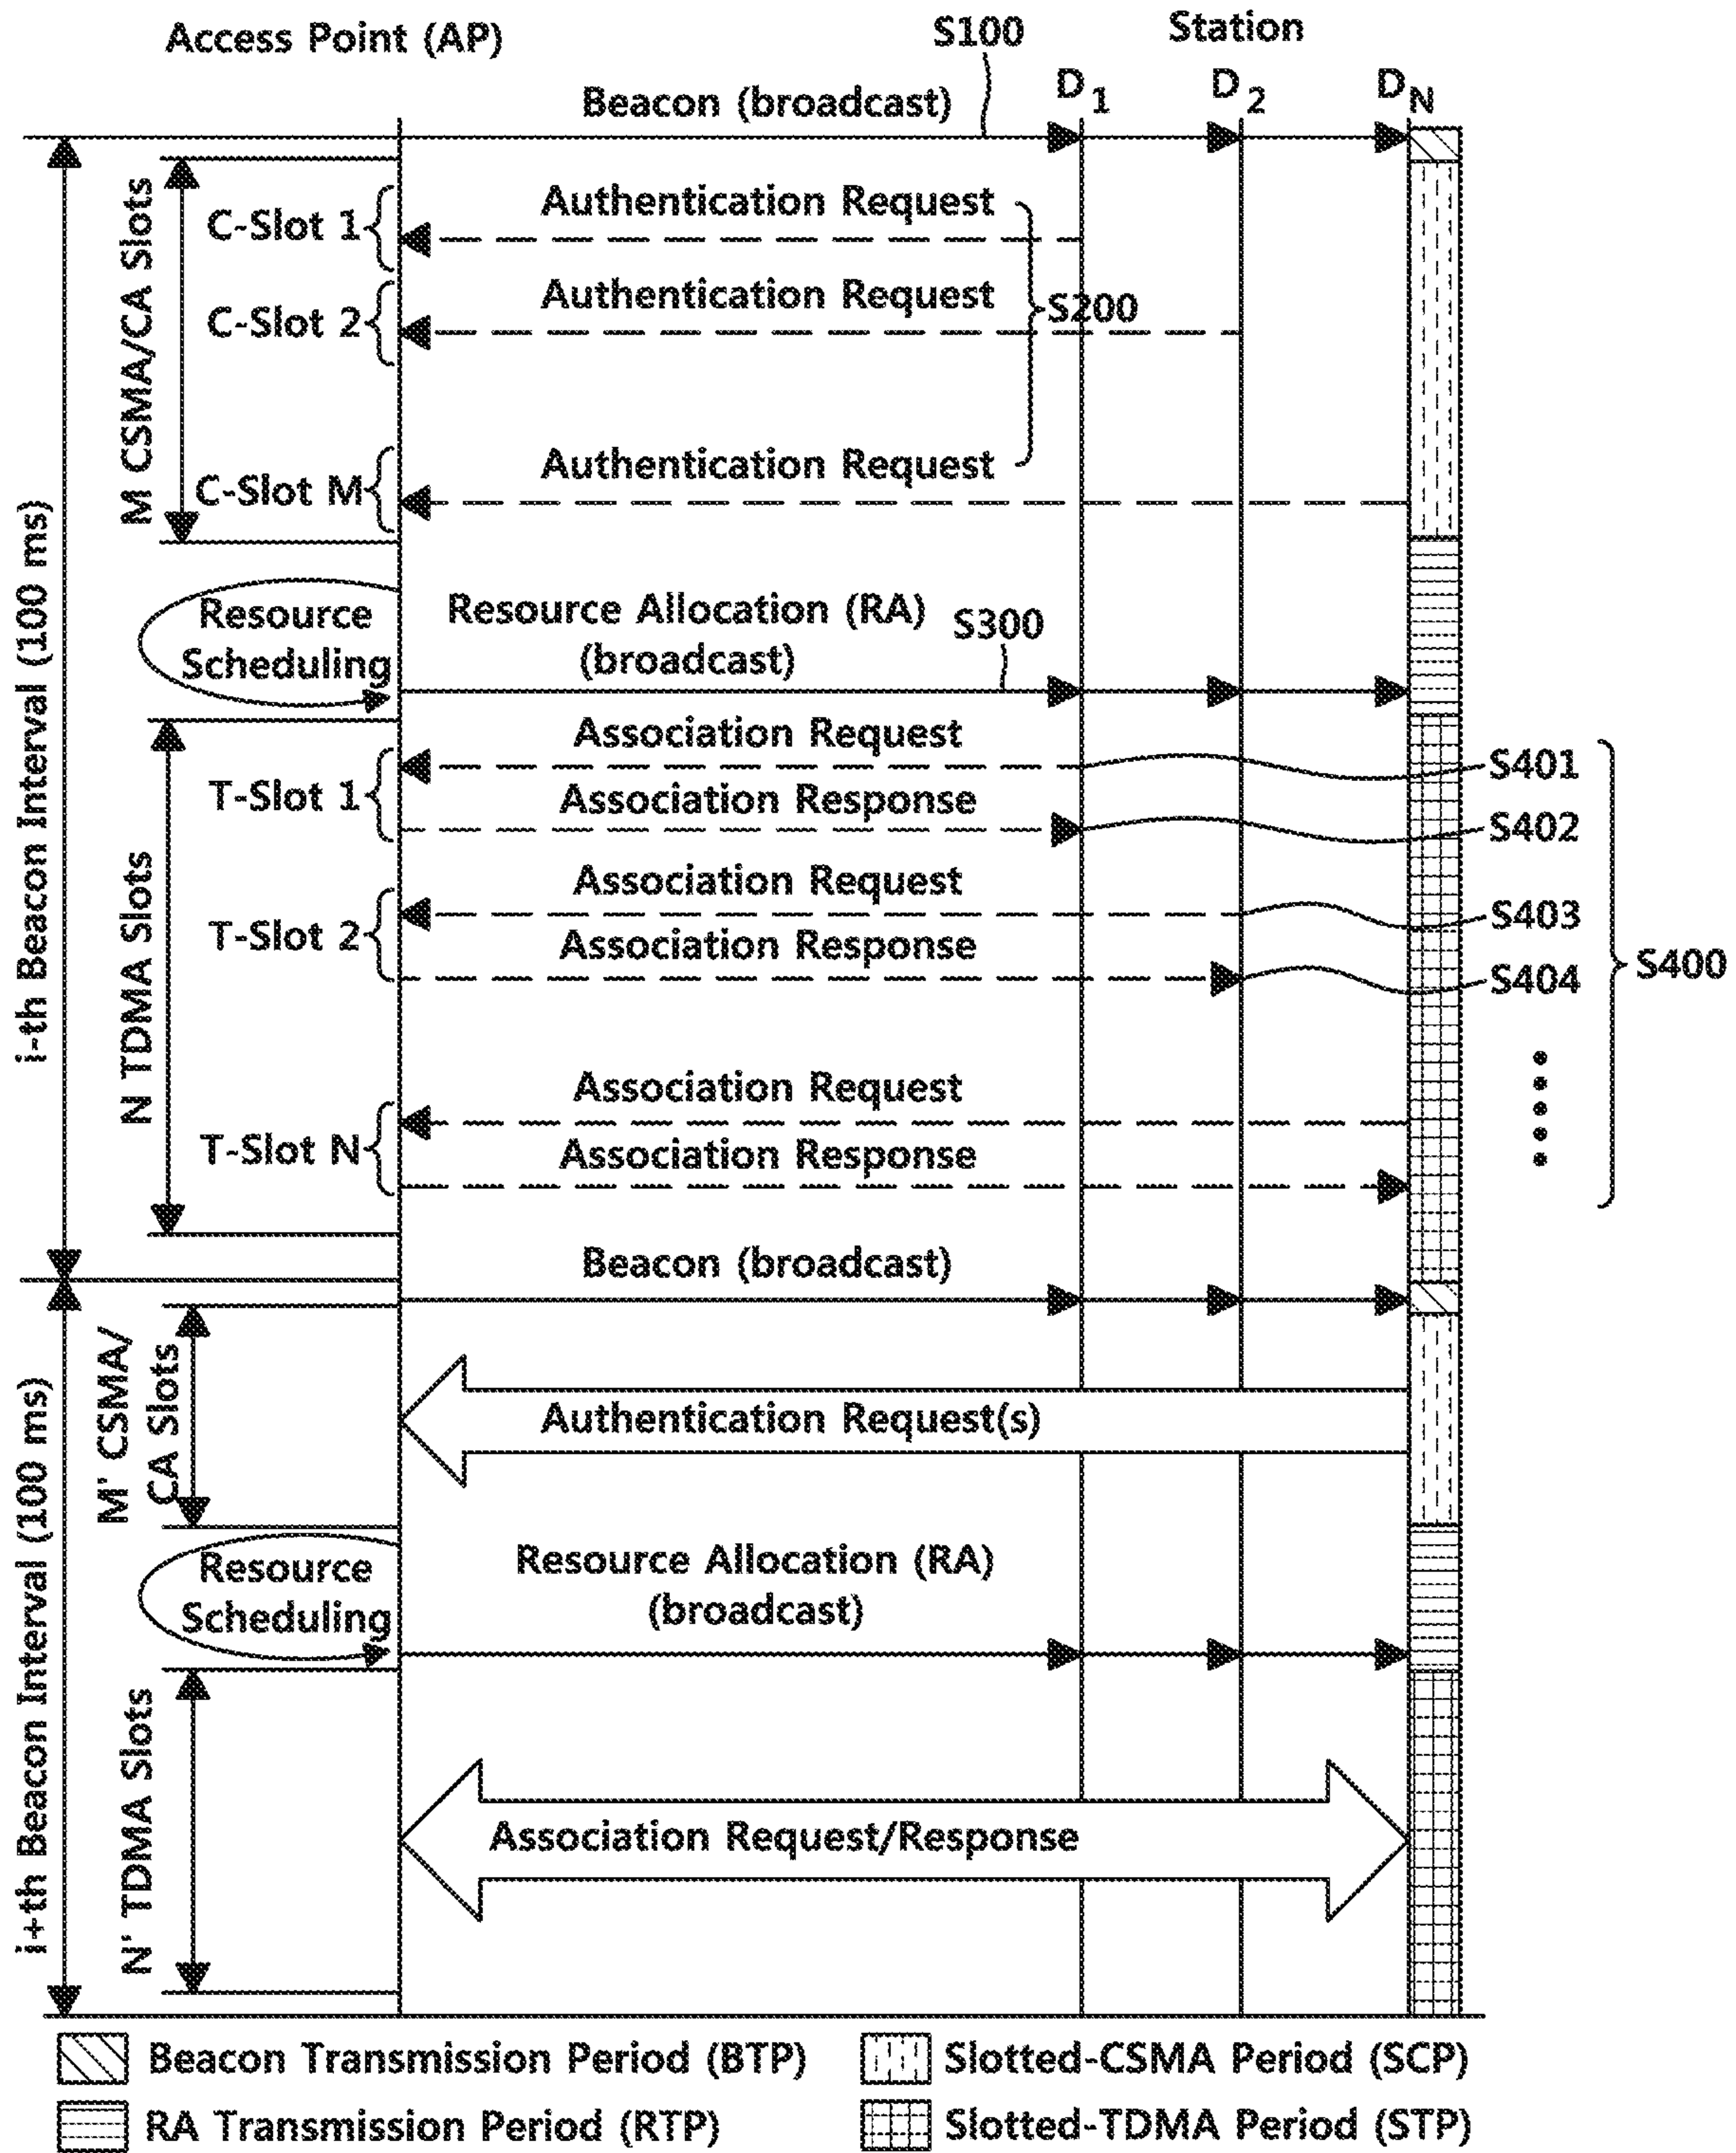 Access Point (AP)
S100
Station
D1
D2
DN
Beacon (broadcast)
i-th Beacon Interval (100 ms)
M CSMA/CA Slots
C-Slot 1
Authentication Request
C-Slot 2
Authentication Request
S200
C-Slot M
Authentication Request
Resource
Scheduling
Resource Allocation (RA)
(broadcast)
S300
N TDMA Slots
T-Slot 1
Association Request
S401
Association Response
S402
T-Slot 2
Association Request
S403
Association Response
S404
S400
T-Slot N
Association Request
Association Response
Beacon (broadcast)
i+th Beacon Interval (100 ms)
M' CSMA/
CA Slots
Authentication Request(s)
Resource
Scheduling
Resource Allocation (RA)
(broadcast)
N' TDMA Slots
Association Request/Response
Beacon Transmission Period (BTP)
Slotted-CSMA Period (SCP)
RA Transmission Period (RTP)
Slotted-TDMA Period (STP)